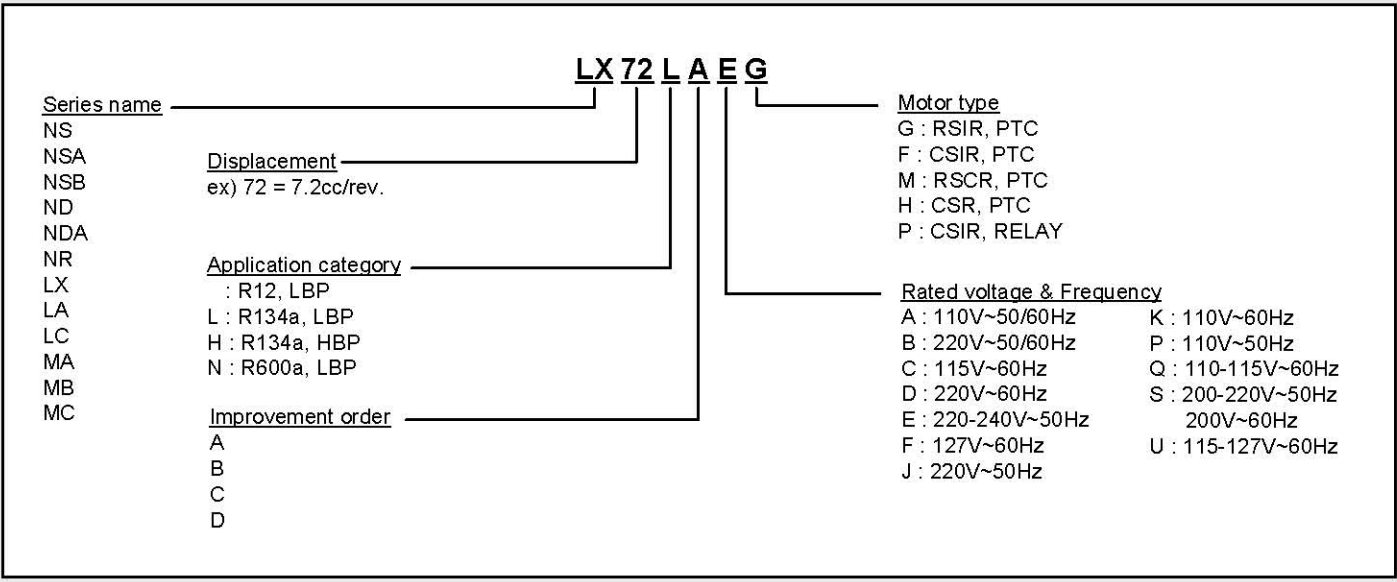 LX 72 L A E G
Series name
NS
NSA
NSB
ND
NDA
NR
LX
LA
LC
MA
MB
MC
Displacement
ex) 72 = 7.2cc/rev.
Application category
: R12, LBP
L : R134a, LBP
H : R134a, HBP
N : R600a, LBP
Improvement order
A
B
C
D
Motor type
G : RSIR, PTC
F : CSIR, PTC
M : RSCR, PTC
H : CSR, PTC
P : CSIR, RELAY
Rated voltage & Frequency
A : 110V~50/60Hz
B : 220V~50/60Hz
C : 115V~60Hz
D : 220V~60Hz
E : 220-240V~50Hz
F : 127V~60Hz
J : 220V~50Hz
K : 110V~60Hz
P : 110V~50Hz
Q : 110-115V~60Hz
S : 200-220V~50Hz
200V~60Hz
U : 115-127V~60Hz